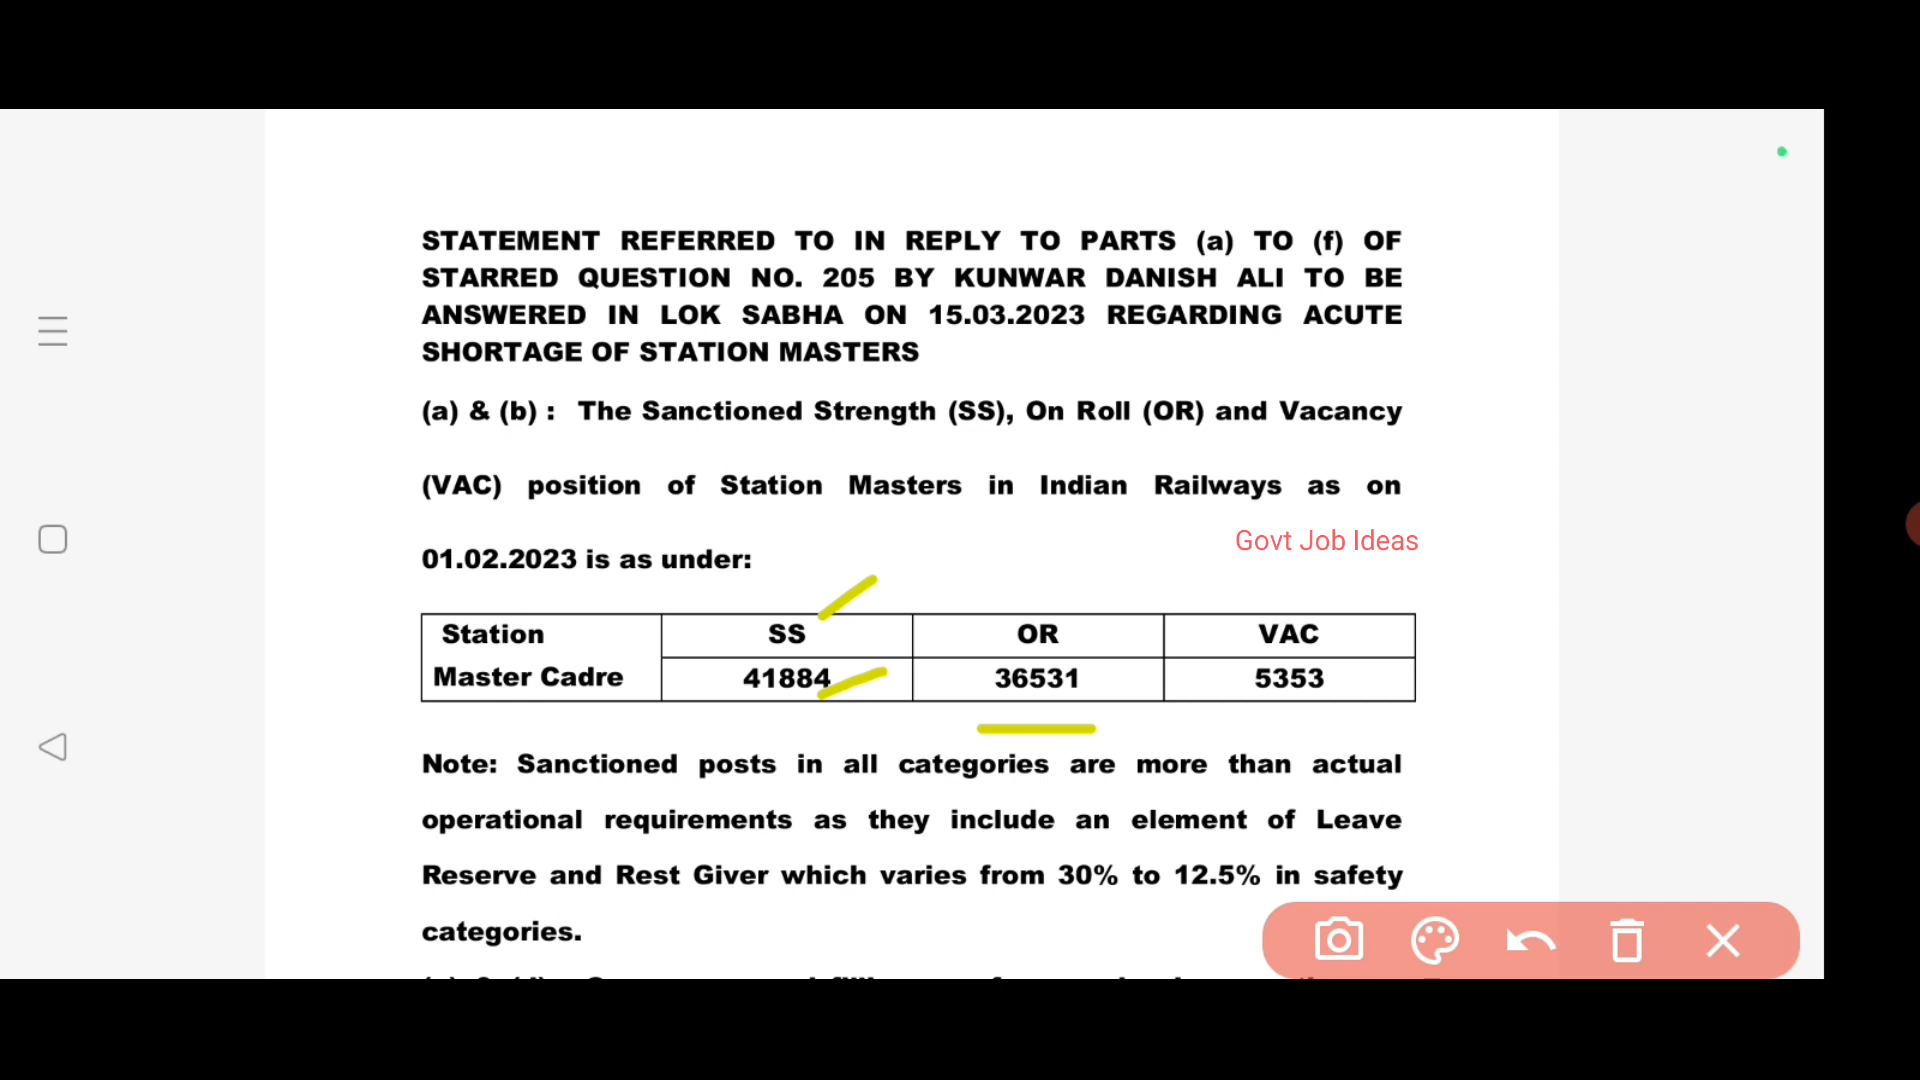 STATEMENT REFERRED TO IN REPLY TO PARTS (a) TO (f) OF
STARRED QUESTION NO. 205 BY KUNWAR DANISH ALI TO BE
ANSWERED IN LOK SABHA ON 15.03.2023 REGARDING ACUTE
SHORTAGE OF STATION MASTERS
(a) & (b) : The Sanctioned Strength (SS), On Roll (OR) and Vacancy
(VAC) position of Station Masters in Indian Railways as on
Govt Job Ideas
01.02.2023 is as under:
Station SS OR VAC
Master Cadre 41884 36531 5353
Note: Sanctioned posts in all categories are more than actual
operational requirements as they include an element of Leave
Reserve and Rest Giver which varies from 30% to 12.5% in safety
categories.